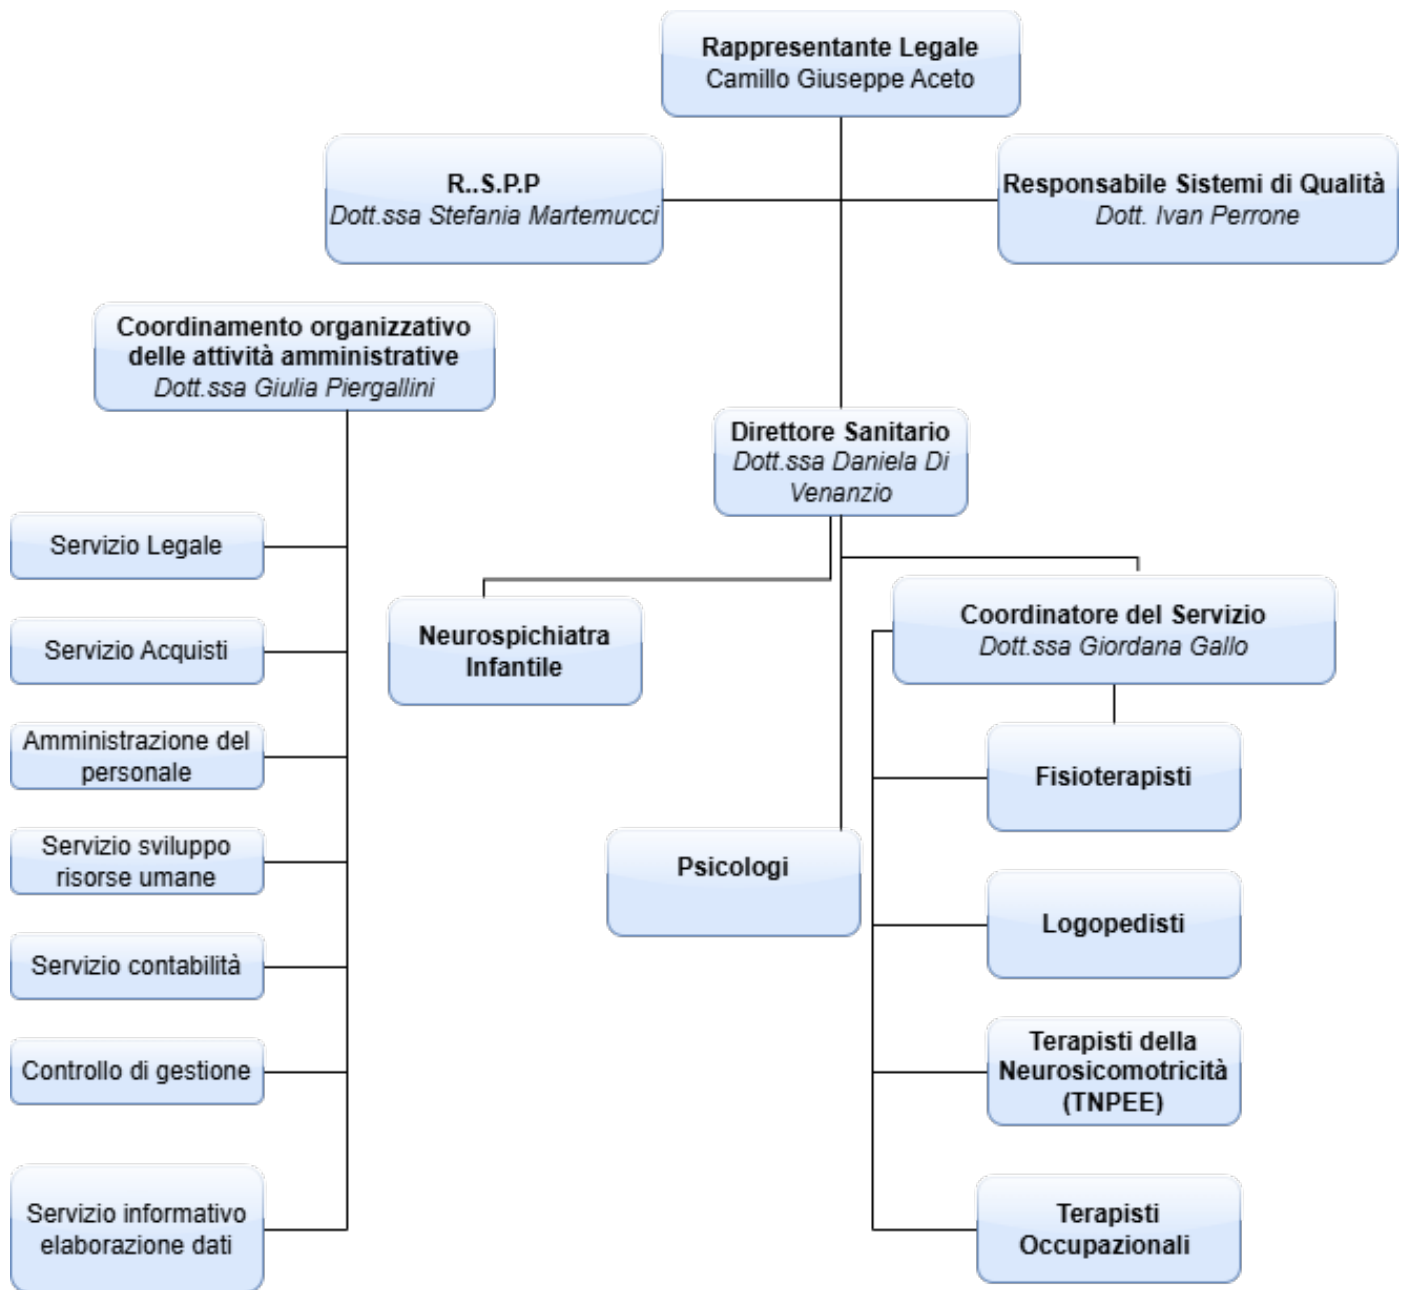 Rappresentante Legale
Camillo Giuseppe Aceto
R..S.P.P
Dott.ssa Stefania Martemucci
Responsabile Sistemi di Qualità
Dott. Ivan Perrone
Coordinamento organizzativo
delle attività amministrative
Dott.ssa Giulia Piergallini
Direttore Sanitario
Dott.ssa Daniela Di
Venanzio
Servizio Legale
Servizio Acquisti
Amministrazione del
personale
Servizio sviluppo
risorse umane
Servizio contabilità
Controllo di gestione
Servizio informativo
elaborazione dati
Neurospichiatra
Infantile
Psicologi
Coordinatore del Servizio
Dott.ssa Giordana Gallo
Fisioterapisti
Logopedisti
Terapisti della
Neurosicomotricità
(TNPEE)
Terapisti
Occupazionali